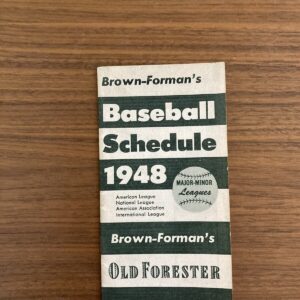 Brown-Forman's
Baseball
Schedule
1948
American League
National League
American Association
International League
MAJOR-MINOR
Leagues
Brown-Forman's
OLD FORESTER